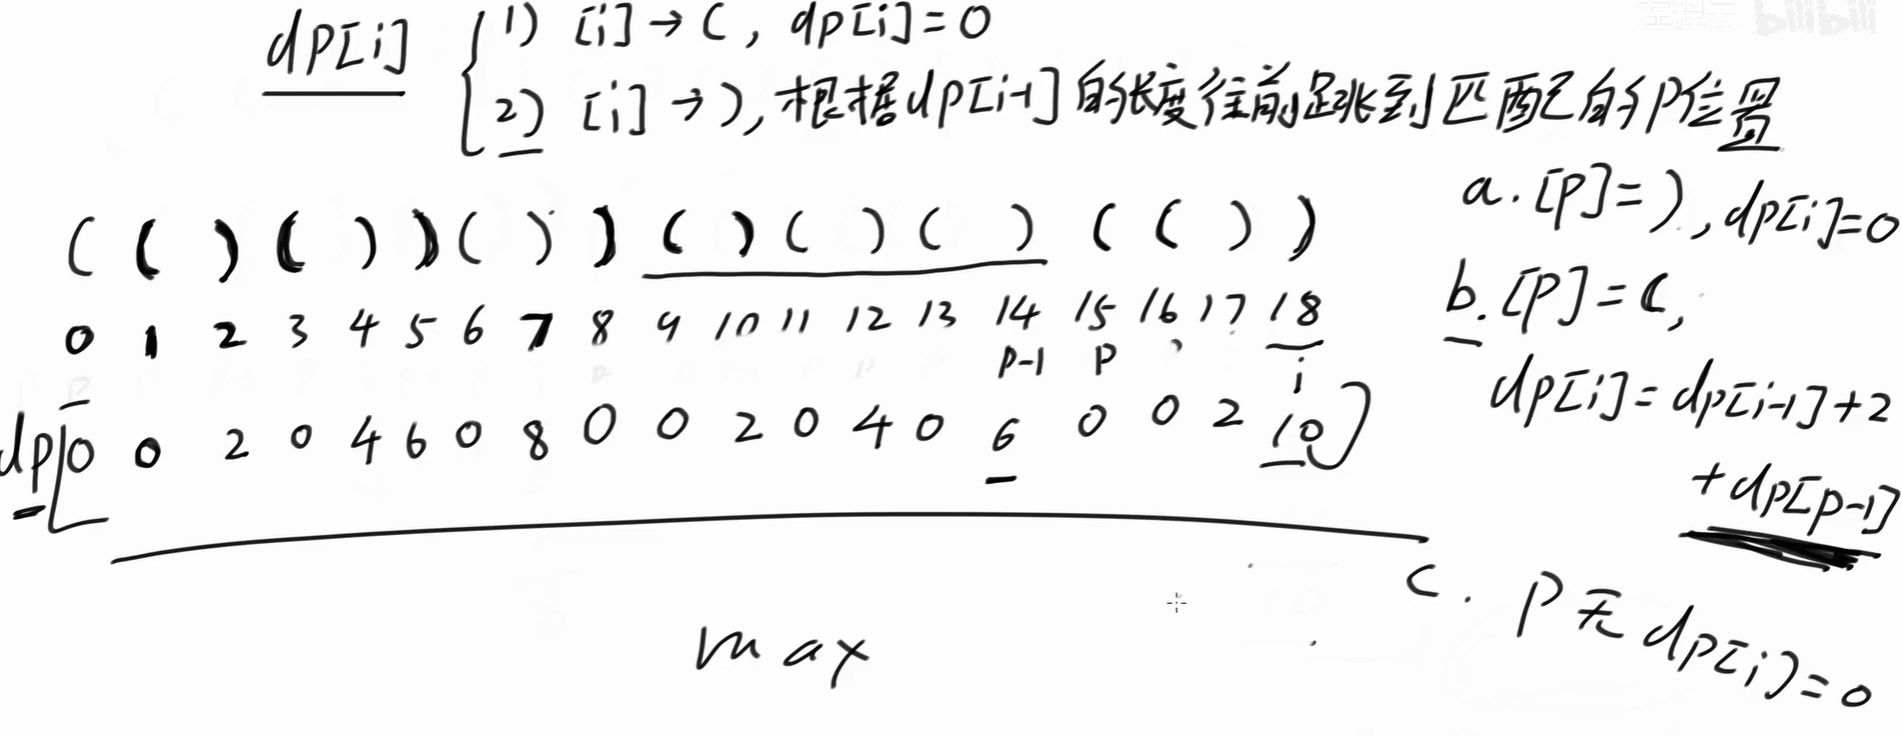 左程云 bilibili
dp[i] { 1) [i] → (, dp[i]=0
2) [i] → ), 根据dp[i-1]的长度往前跳到匹配的p位置
a. [p]=), dp[i]=0
( ( ) ( ) ) ( ) ) ( ) ( ) ( ) ( ( ) )
b. [p]=(,
0 1 2 3 4 5 6 7 8 9 10 11 12 13 14 15 16 17 18
p-1 p i
dp[i]=dp[i-1]+2
dp[0 0 2 0 4 6 0 8 0 0 2 0 4 0 6 0 0 2 10]
+dp[p-1]
c. p无 dp[i]=0
max